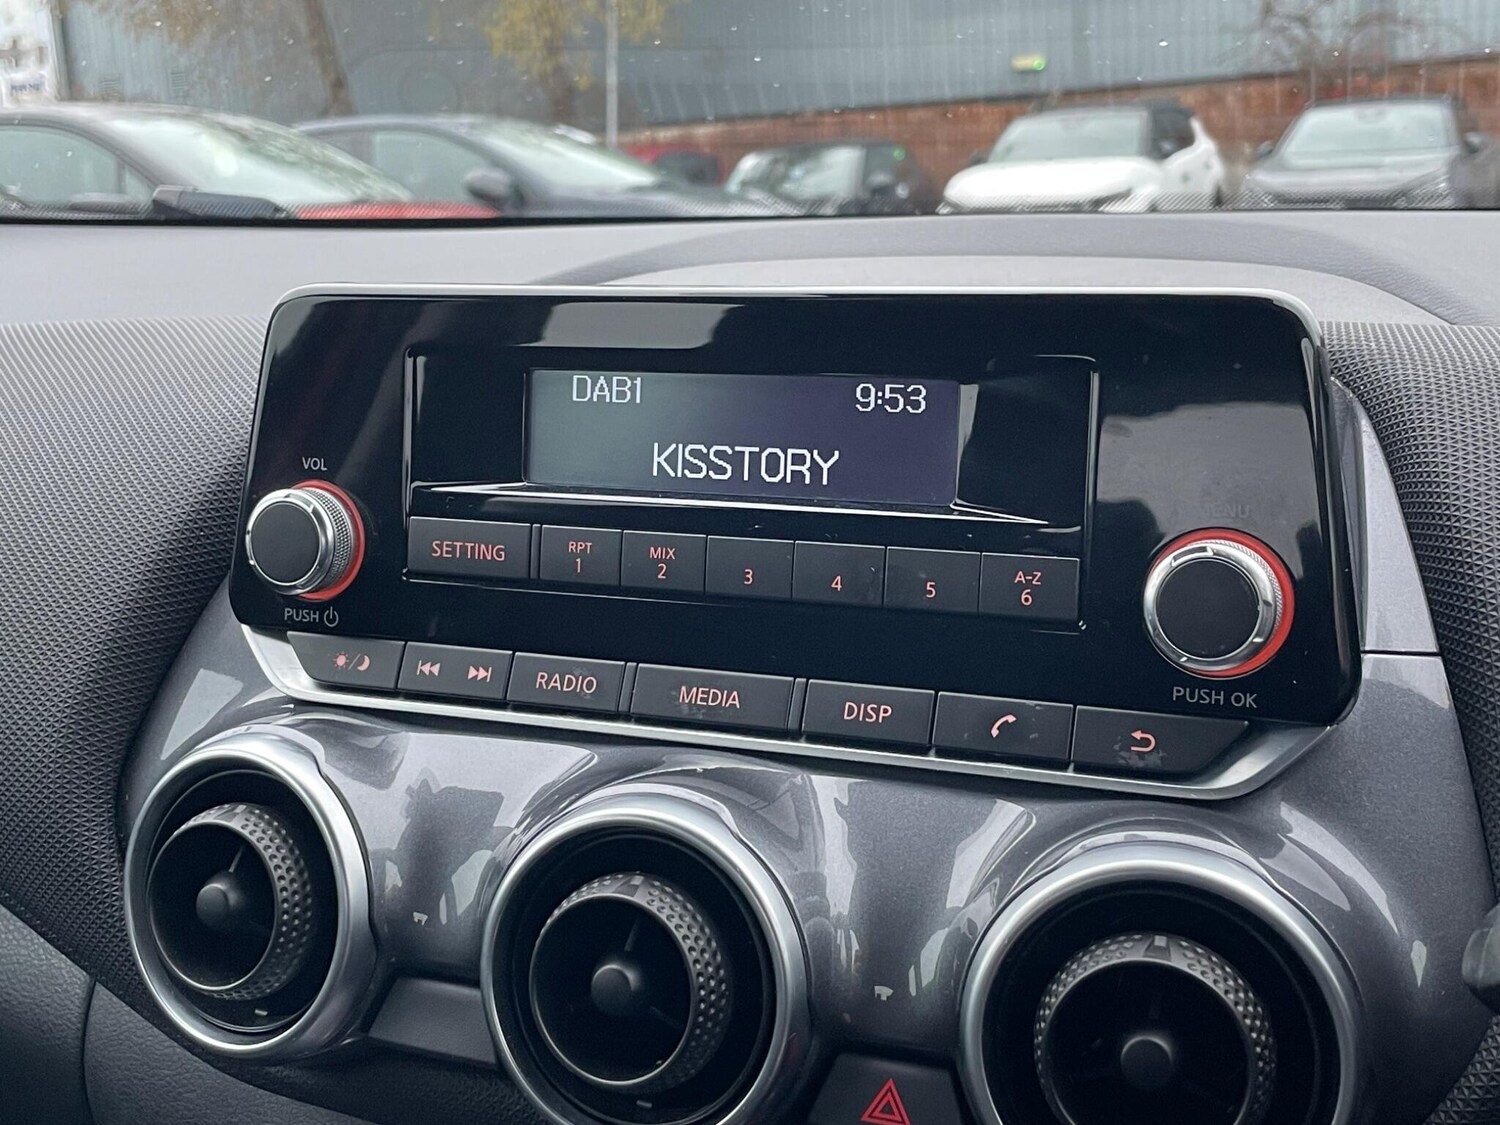 DAB1 9:53
KISSTORY
VOL
MENU
SETTING
RPT
1
MIX
2
3
4
5
A-Z
6
PUSH
PUSH OK
RADIO
MEDIA
DISP